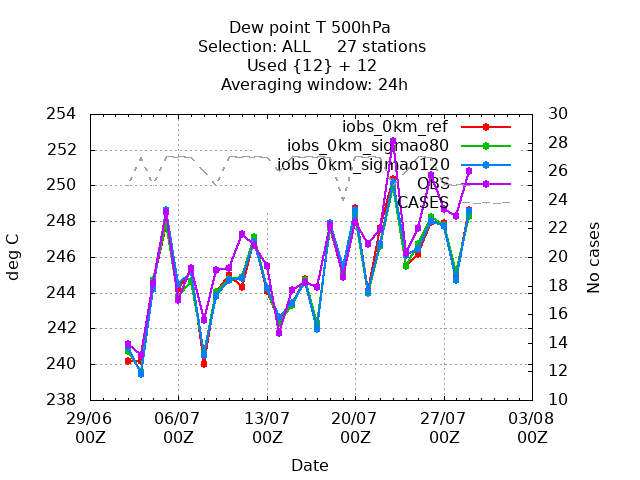 Dew point T 500hPa
Selection: ALL 27 stations
Used {12} + 12
Averaging window: 24h
254
252
250
248
246
244
242
240
238
30
28
26
24
22
20
18
16
14
12
10
deg C
No cases
iobs_0km_ref
iobs_0km_sigmao80
iobs_0km_sigmao120
OBS
CASES
29/06 06/07 13/07 20/07 27/07 03/08
00Z 00Z 00Z 00Z 00Z 00Z
Date